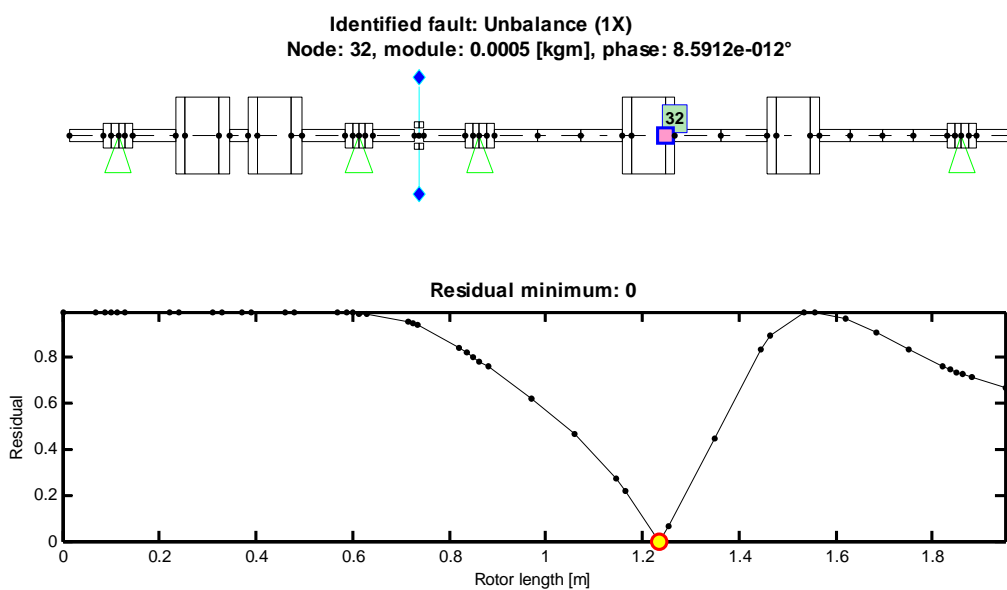 Identified fault: Unbalance (1X)
Node: 32, module: 0.0005 [kgm], phase: 8.5912e-012°
32
Residual minimum: 0
Residual
0.8
0.6
0.4
0.2
0
0 0.2 0.4 0.6 0.8 1 1.2 1.4 1.6 1.8
Rotor length [m]